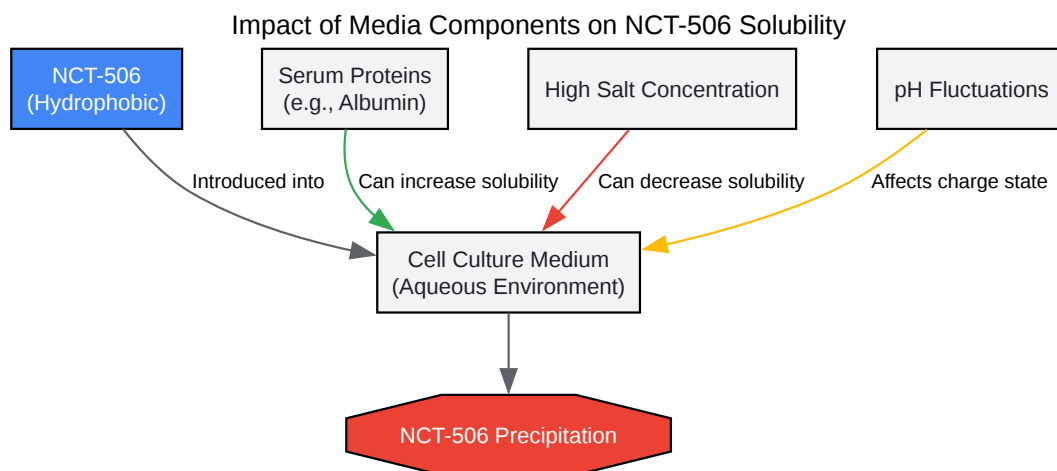 Impact of Media Components on NCT-506 Solubility
NCT-506
(Hydrophobic)
Serum Proteins
(e.g., Albumin)
High Salt Concentration
pH Fluctuations
Introduced into
Can increase solubility
Can decrease solubility
Affects charge state
Cell Culture Medium
(Aqueous Environment)
NCT-506 Precipitation